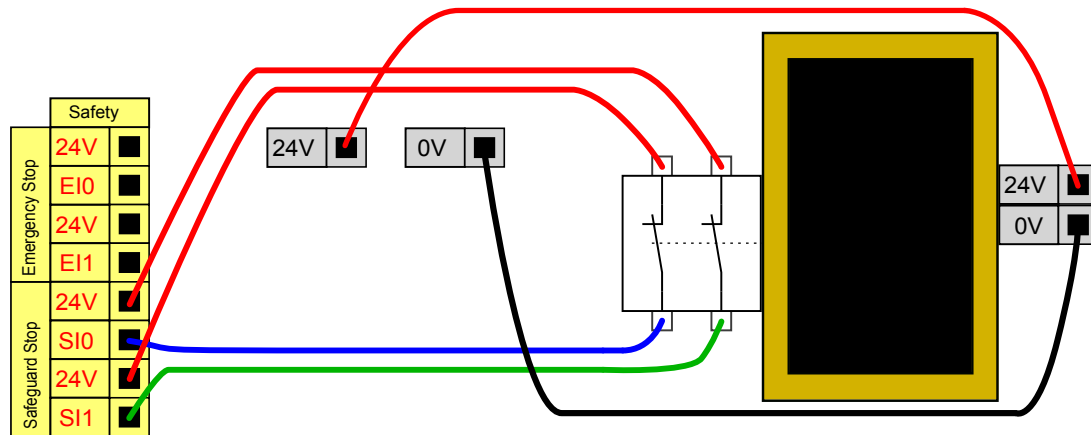 Safety
Emergency Stop
24V
EI0
24V
EI1
Safeguard Stop
24V
SI0
24V
SI1
24V
0V
24V
0V